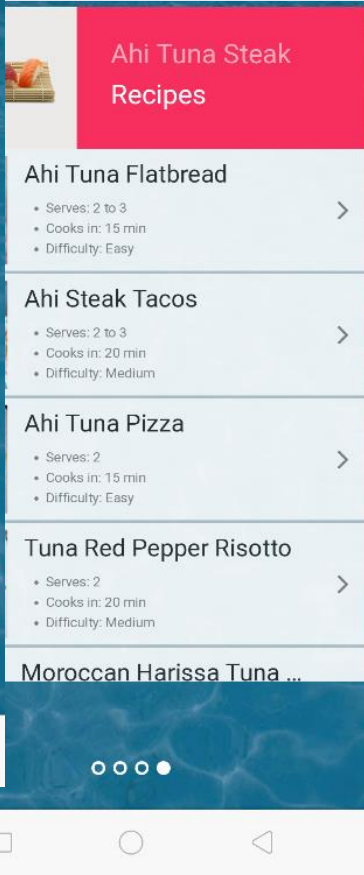 Ahi Tuna Steak
Recipes
Ahi Tuna Flatbread
• Serves: 2 to 3
• Cooks in: 15 min
• Difficulty: Easy
Ahi Steak Tacos
• Serves: 2 to 3
• Cooks in: 20 min
• Difficulty: Medium
Ahi Tuna Pizza
• Serves: 2
• Cooks in: 15 min
• Difficulty: Easy
Tuna Red Pepper Risotto
• Serves: 2
• Cooks in: 20 min
• Difficulty: Medium
Moroccan Harissa Tuna ...